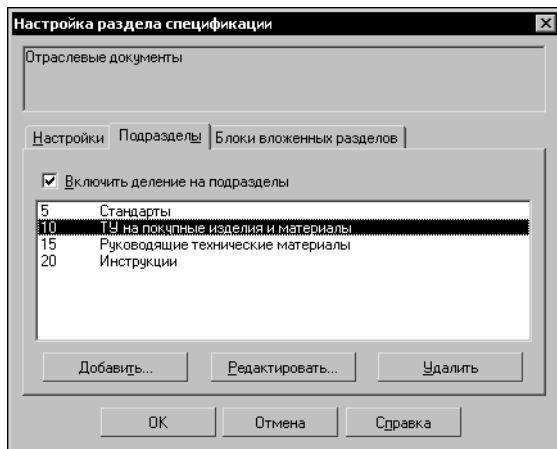 Настройка раздела спецификации
Отраслевые документы
Настройки Подразделы Блоки вложенных разделов
Включить деление на подразделы
5 Стандарты
10 ТУ на покупные изделия и материалы
15 Руководящие технические материалы
20 Инструкции
Добавить... Редактировать... Удалить
OK Отмена Справка